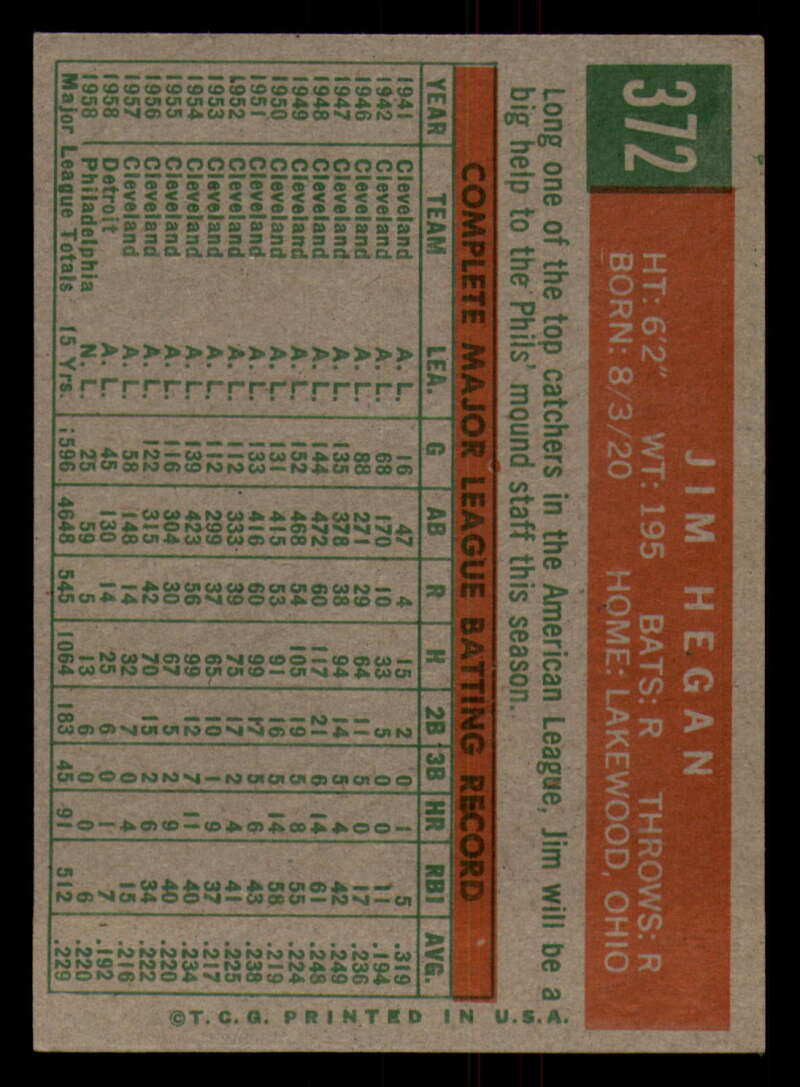 372
JIM HEGAN
HT: 6'2" WT: 195 BATS: R THROWS: R
BORN: 8/3/20 HOME: LAKEWOOD, OHIO
Long one of the top catchers in the American League, Jim will be a
big help to the Phils' mound staff this season.
COMPLETE MAJOR LEAGUE BATTING RECORD
YEAR TEAM LEA. G AB R H 2B 3B HR RBI AVG.
1941 Cleveland A. L. 16 47 4 15 2 0 1 5 .319
1942 Cleveland A. L. 68 170 10 33 5 0 0 11 .194
1946 Cleveland A. L. 88 271 29 64 11 5 0 17 .236
1947 Cleveland A. L. 135 378 38 94 14 5 4 42 .249
1948 Cleveland A. L. 144 472 60 117 21 6 14 61 .248
1949 Cleveland A. L. 152 468 54 105 19 5 8 55 .224
1950 Cleveland A. L. 131 415 53 91 16 5 14 58 .219
1951 Cleveland A. L. 133 416 60 99 17 5 6 43 .238
1952 Cleveland A. L. 112 333 39 75 17 2 4 41 .225
1953 Cleveland A. L. 112 299 37 65 10 1 9 37 .217
1954 Cleveland A. L. 139 423 56 99 12 7 11 40 .234
1955 Cleveland A. L. 116 304 30 67 5 2 9 40 .220
1956 Cleveland A. L. 122 315 42 70 15 2 6 34 .222
1957 Cleveland A. L. 58 148 14 32 7 0 4 15 .216
1958 Detroit A. L. 45 130 14 25 6 0 1 7 .192
1958 Philadelphia N. L. 25 59 5 13 6 0 0 6 .220
Major League Totals 15 Yrs. 1596 4648 545 1064 183 45 91 512 .229
©T.C.G. PRINTED IN U.S.A.